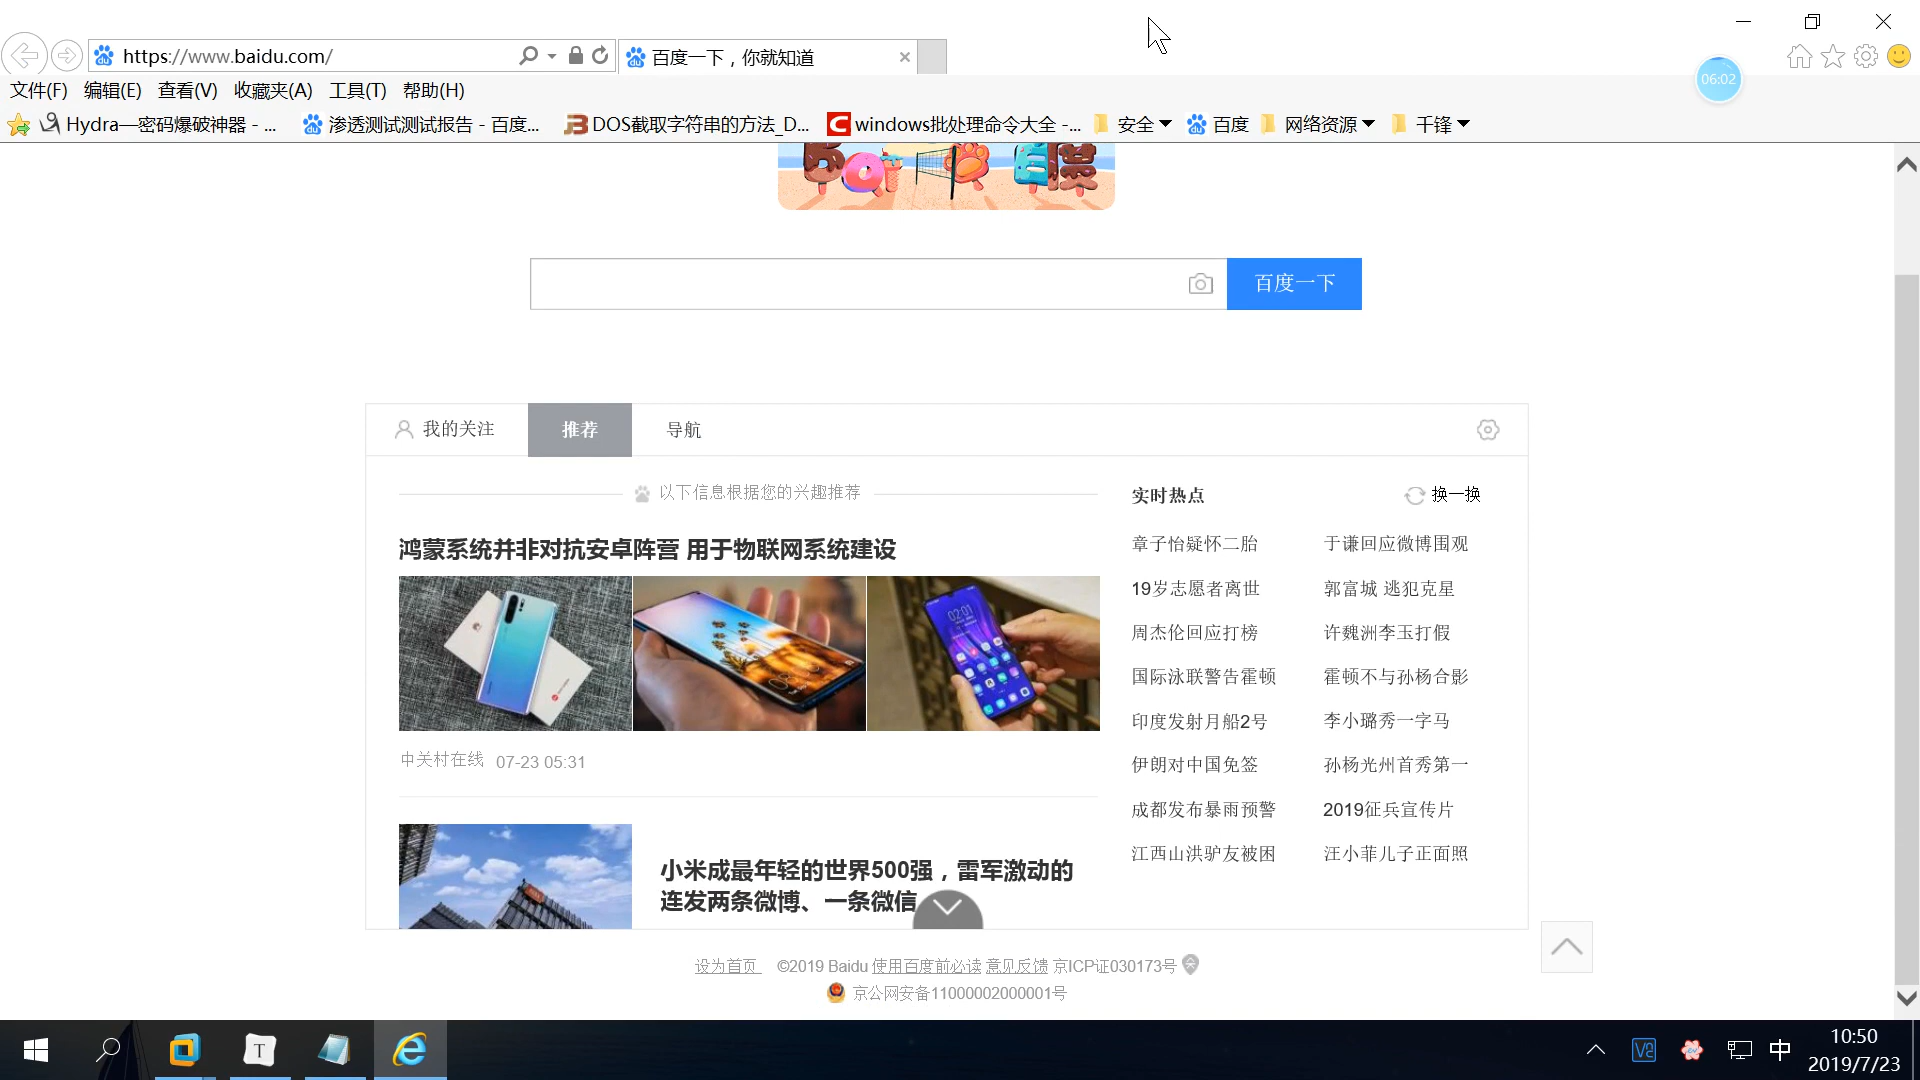 https://www.baidu.com/
百度一下，你就知道
06:02
文件(F) 编辑(E) 查看(V) 收藏夹(A) 工具(T) 帮助(H)
Hydra—密码爆破神器 - ... 渗透测试测试报告 - 百度... DOS截取字符串的方法_D... windows批处理命令大全 -... 安全 百度 网络资源 千锋
百度一下
我的关注 推荐 导航
以下信息根据您的兴趣推荐
鸿蒙系统并非对抗安卓阵营 用于物联网系统建设
中关村在线 07-23 05:31
小米成最年轻的世界500强，雷军激动的
连发两条微博、一条微信
实时热点 换一换
章子怡疑怀二胎 于谦回应微博围观
19岁志愿者离世 郭富城 逃犯克星
周杰伦回应打榜 许魏洲李玉打假
国际泳联警告霍顿 霍顿不与孙杨合影
印度发射月船2号 李小璐秀一字马
伊朗对中国免签 孙杨光州首秀第一
成都发布暴雨预警 2019征兵宣传片
江西山洪驴友被困 汪小菲儿子正面照
设为首页 ©2019 Baidu 使用百度前必读 意见反馈 京ICP证030173号
京公网安备11000002000001号
T
中
10:50
2019/7/23